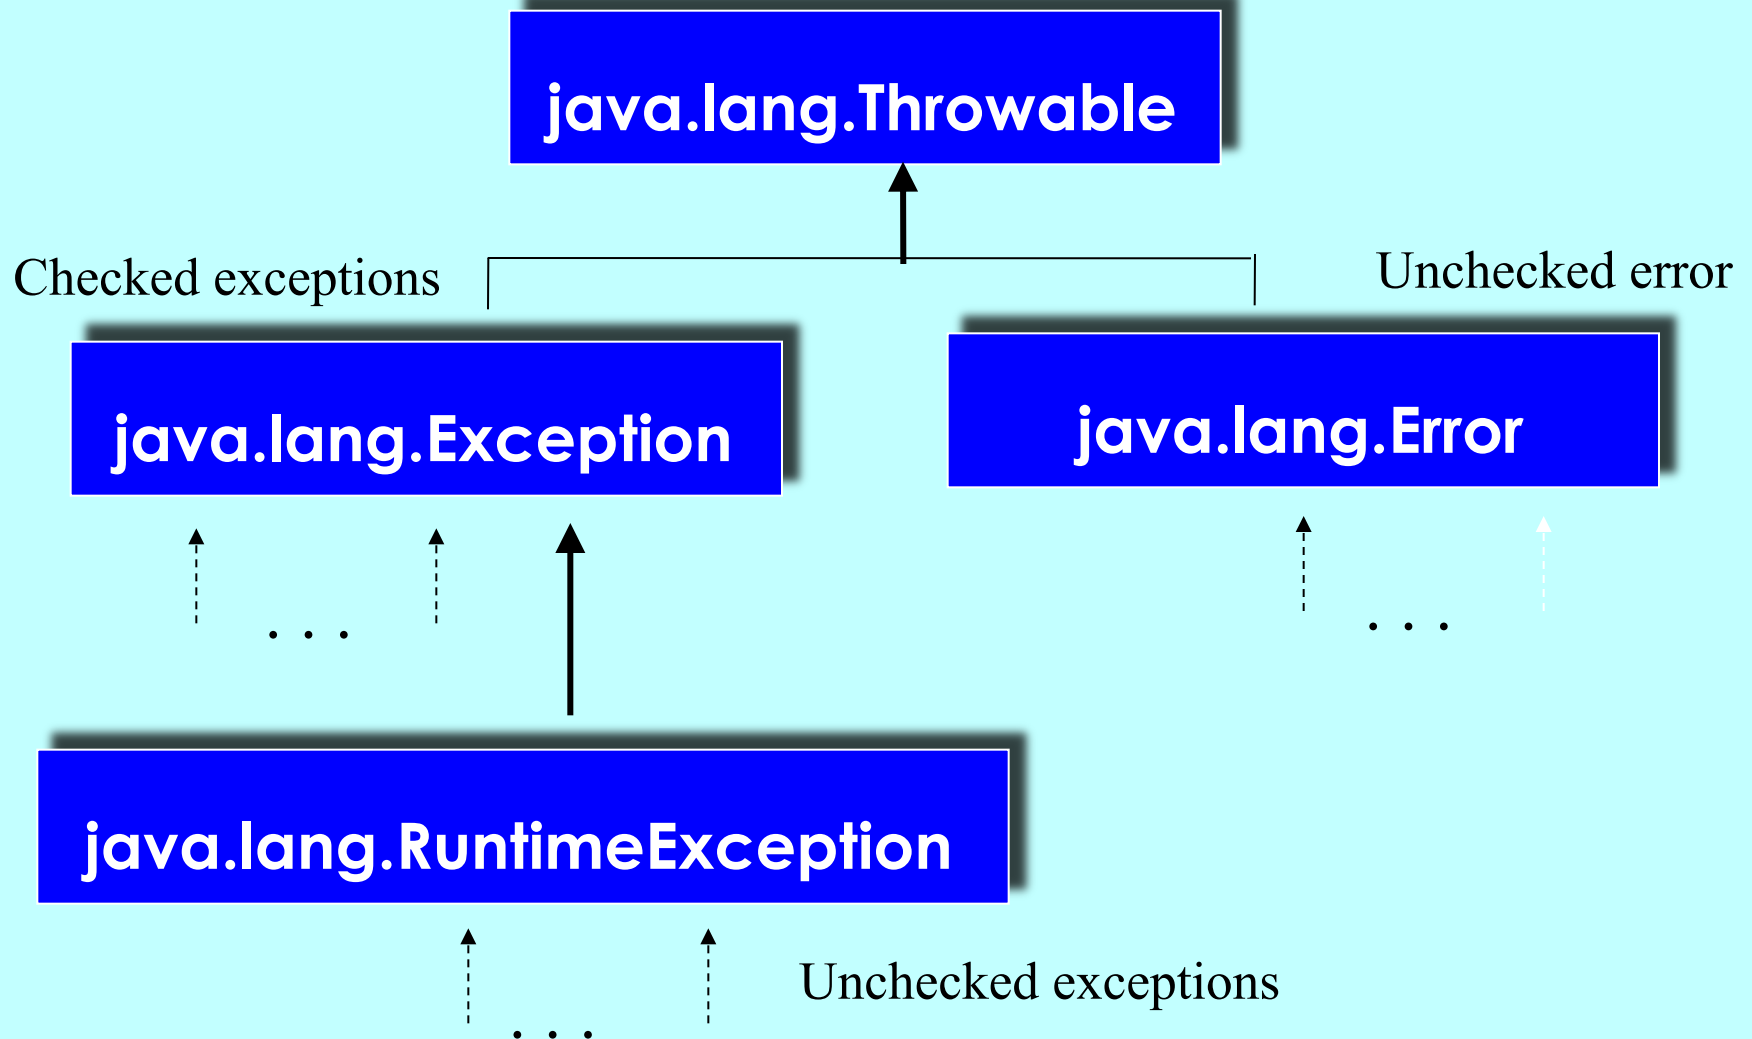 java.lang.Throwable
Checked exceptions
Unchecked error
java.lang.Exception
java.lang.Error
. . .
. . .
java.lang.RuntimeException
Unchecked exceptions
. . .